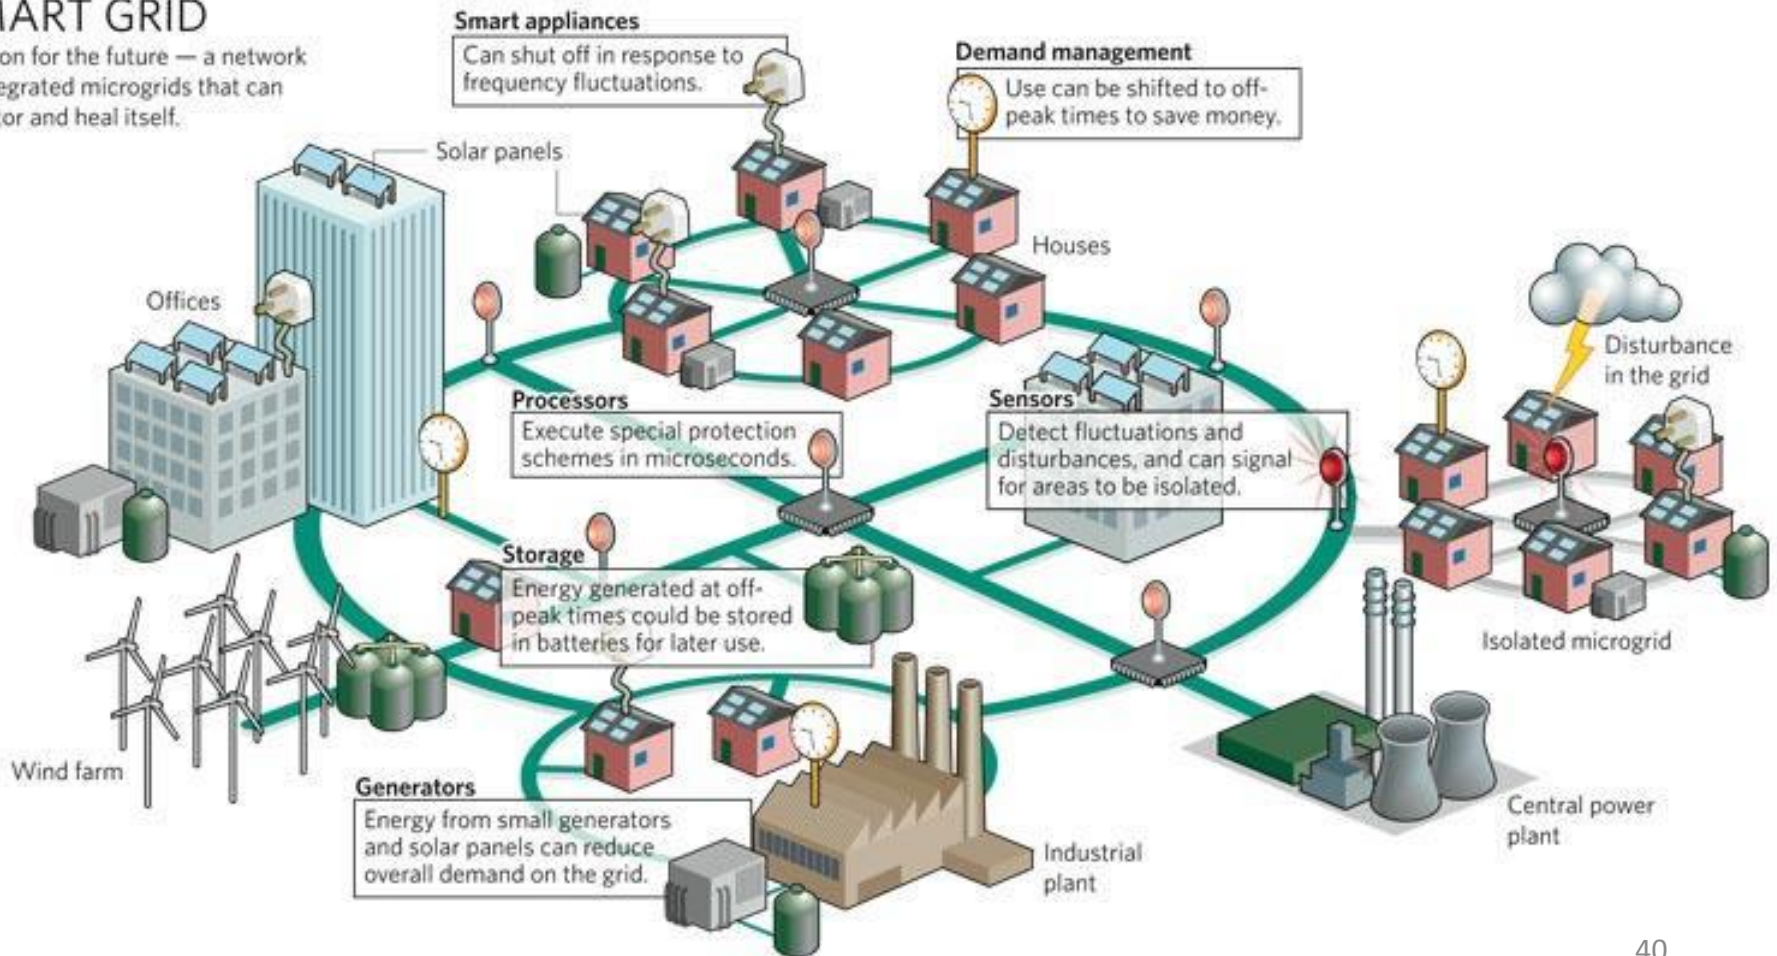 MART GRID
on for the future — a network
egrated microgrids that can
tor and heal itself.
Smart appliances
Can shut off in response to
frequency fluctuations.
Demand management
Use can be shifted to off-
peak times to save money.
Solar panels
Houses
Offices
Disturbance
in the grid
Processors
Execute special protection
schemes in microseconds.
Sensors
Detect fluctuations and
disturbances, and can signal
for areas to be isolated.
Storage
Energy generated at off-
peak times could be stored
in batteries for later use.
Isolated microgrid
Wind farm
Generators
Energy from small generators
and solar panels can reduce
overall demand on the grid.
Central power
plant
Industrial
plant
40